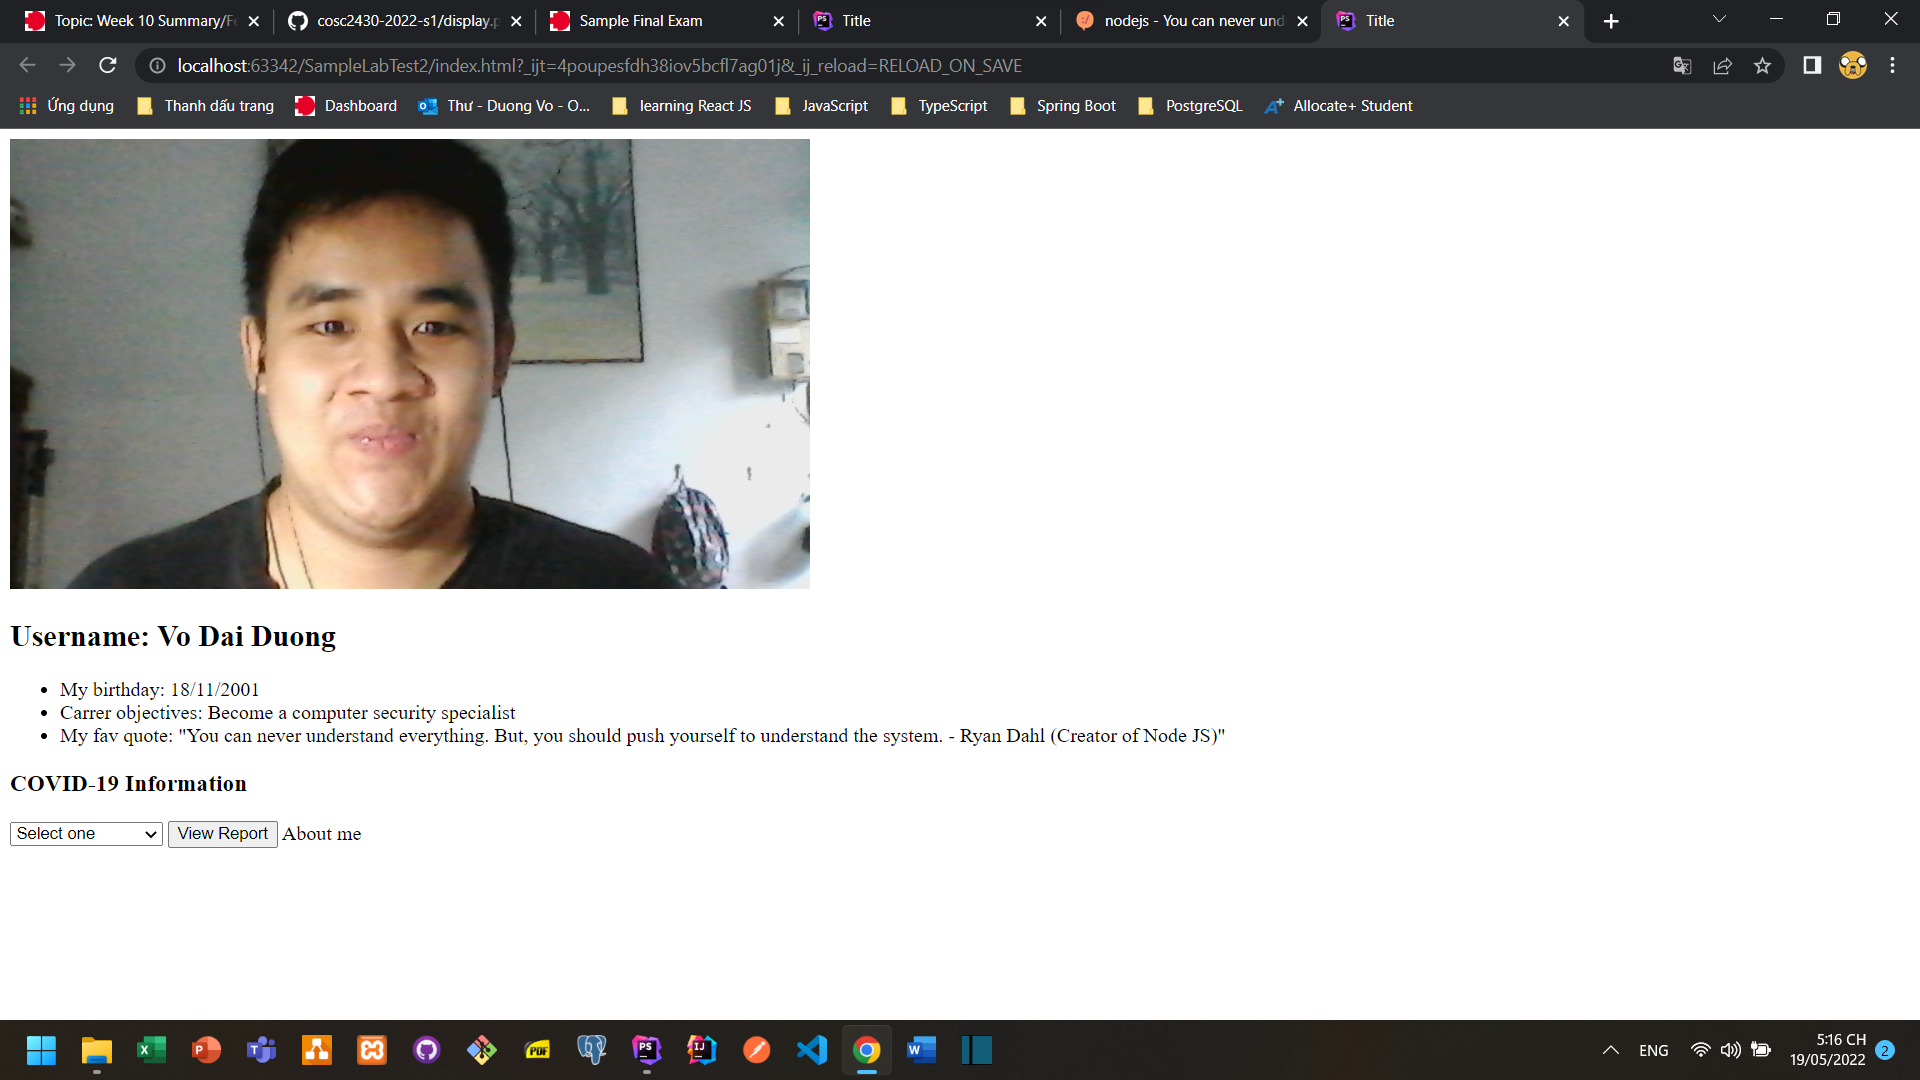 Topic: Week 10 Summary/Fe
cosc2430-2022-s1/display.p
Sample Final Exam
Title
nodejs - You can never und
Title
localhost:63342/SampleLabTest2/index.html?_ijt=4poupesfdh38iov5bcfl7ag01j&_ij_reload=RELOAD_ON_SAVE
Ứng dụng
Thanh dấu trang
Dashboard
Thư - Duong Vo - O...
learning React JS
JavaScript
TypeScript
Spring Boot
PostgreSQL
Allocate+ Student
Username: Vo Dai Duong
My birthday: 18/11/2001
Carrer objectives: Become a computer security specialist
My fav quote: "You can never understand everything. But, you should push yourself to understand the system. - Ryan Dahl (Creator of Node JS)"
COVID-19 Information
Select one View Report About me
ENG
5:16 CH
19/05/2022
2